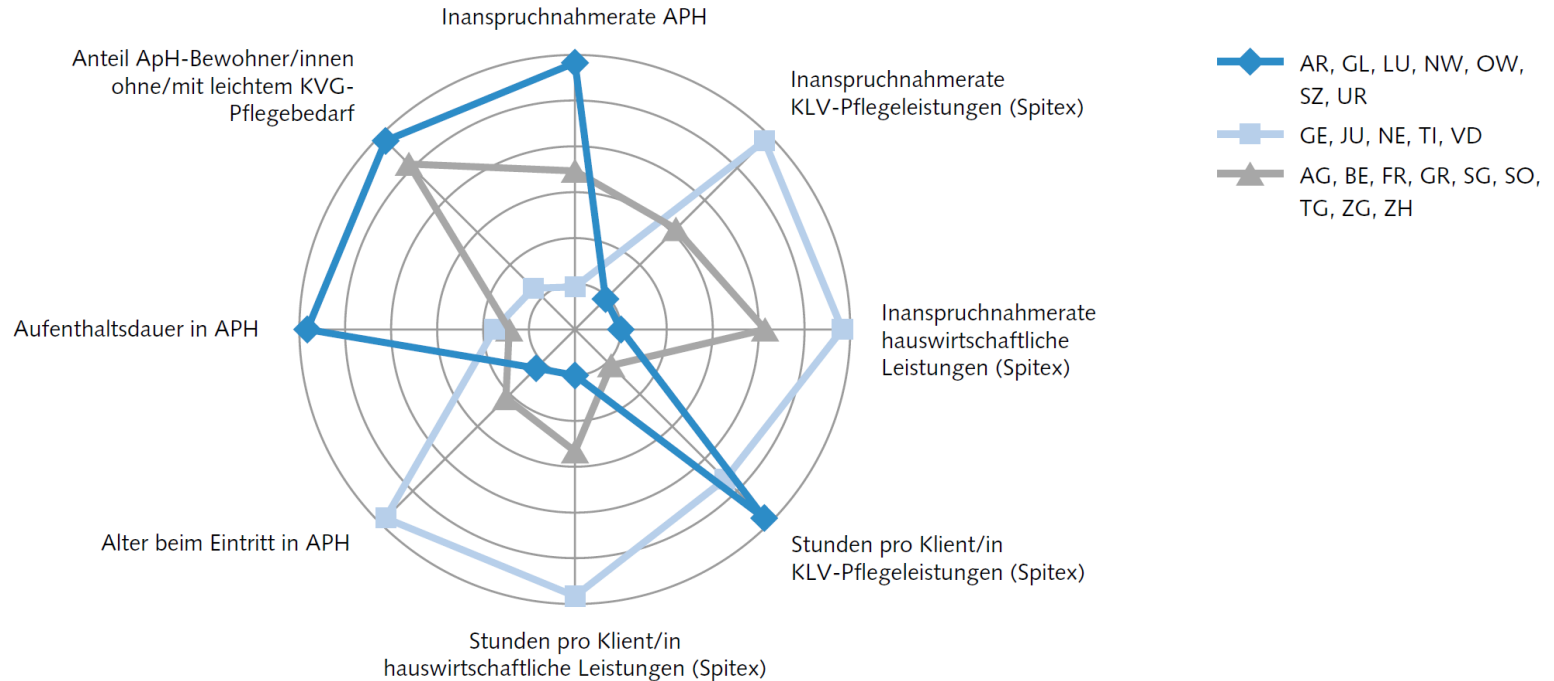 Inanspruchnahmerate APH
Anteil ApH-Bewohner/innen
ohne/mit leichtem KVG-
Pflegebedarf
Inanspruchnahmerate
KLV-Pflegeleistungen (Spitex)
AR, GL, LU, NW, OW,
SZ, UR
GE, JU, NE, TI, VD
AG, BE, FR, GR, SG, SO,
TG, ZG, ZH
Aufenthaltsdauer in APH
Inanspruchnahmerate
hauswirtschaftliche
Leistungen (Spitex)
Alter beim Eintritt in APH
Stunden pro Klient/in
KLV-Pflegeleistungen (Spitex)
Stunden pro Klient/in
hauswirtschaftliche Leistungen (Spitex)